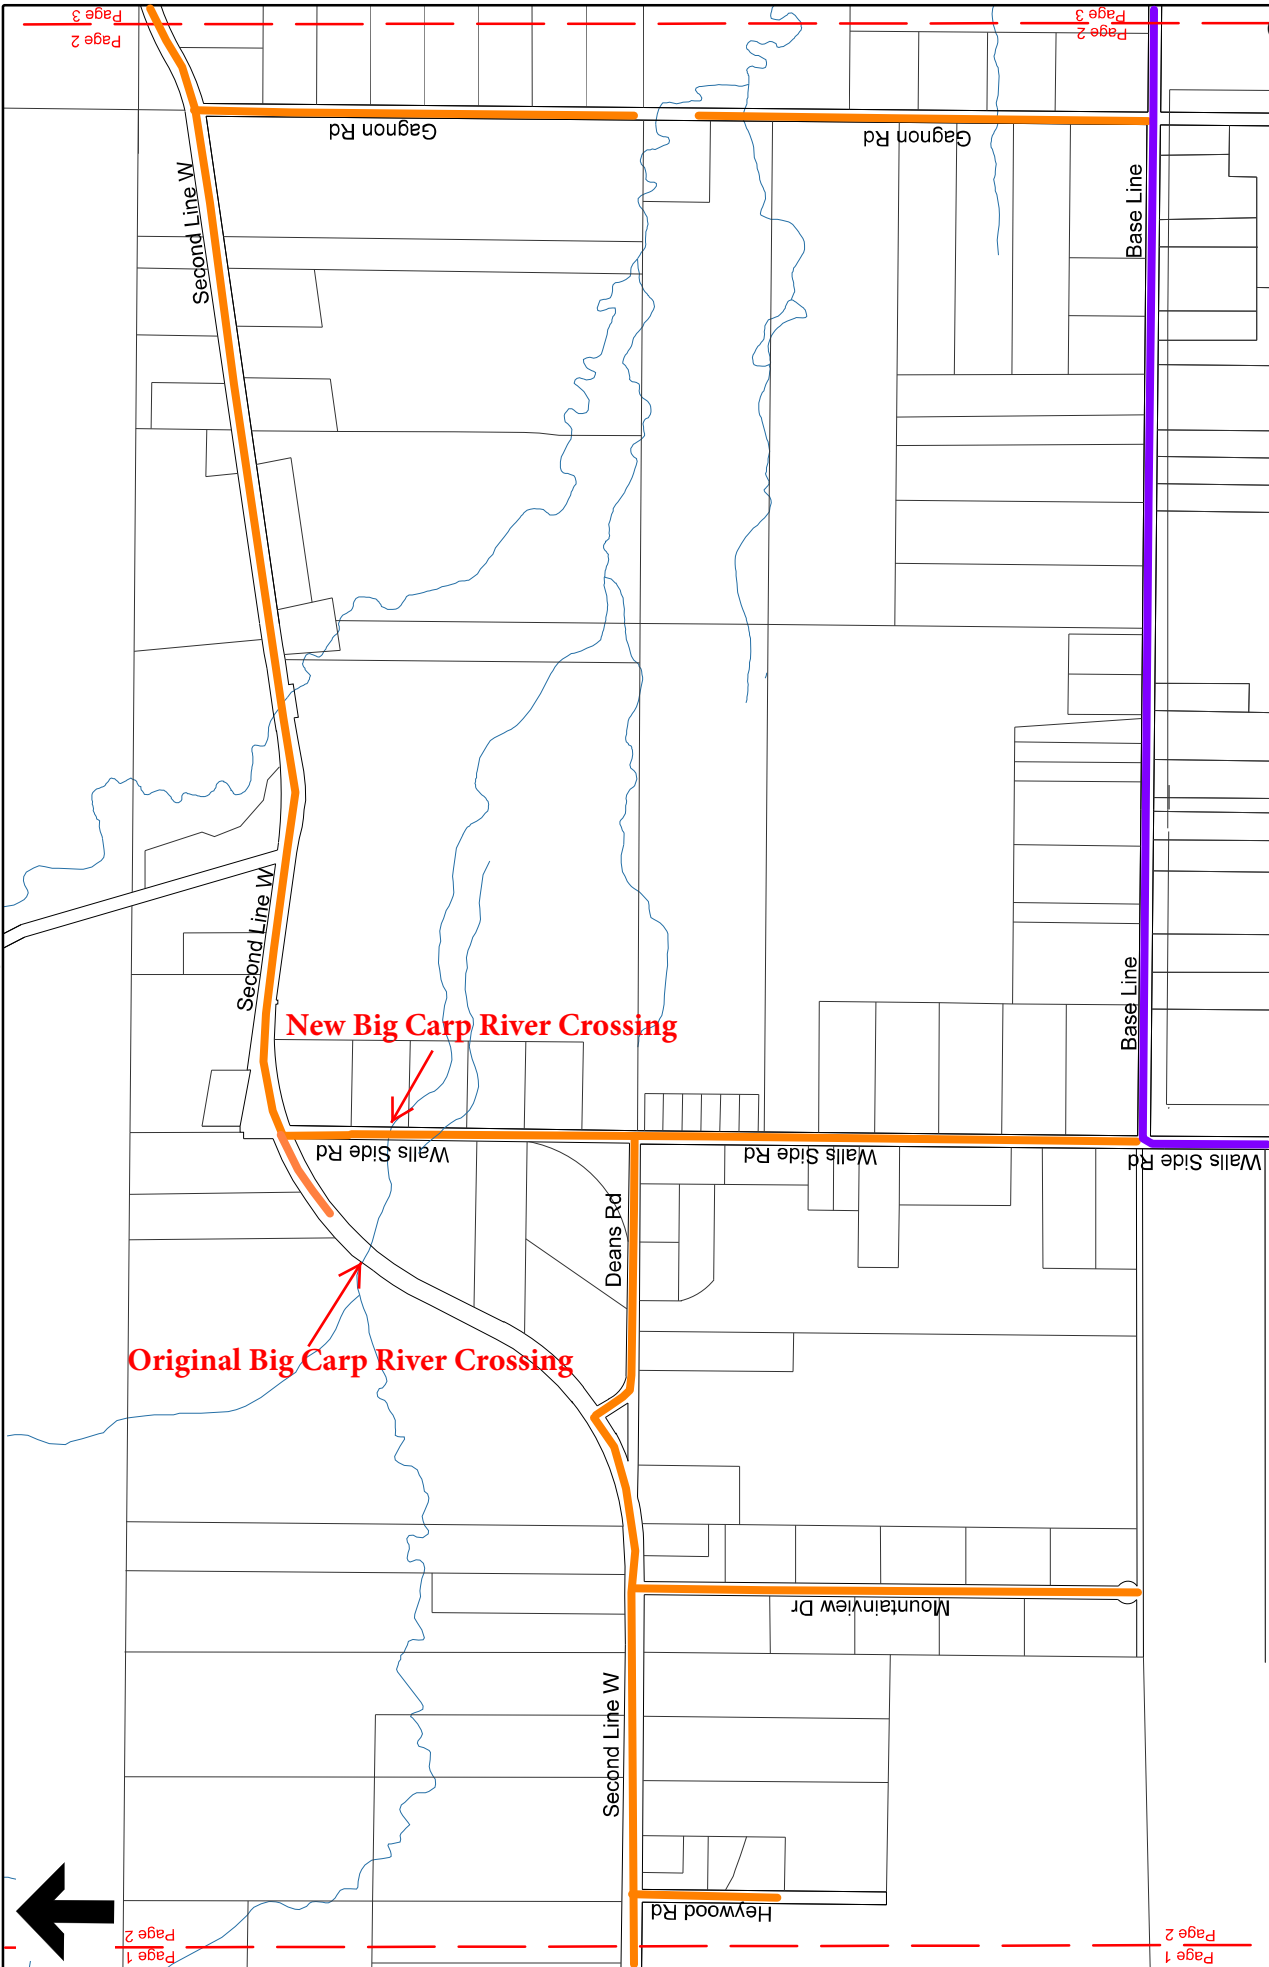 Page 3
Page 2
Page 3
Page 2
Gagnon Rd
Gagnon Rd
Second Line W
Base Line
Second Line W
Base Line
New Big Carp River Crossing
Walls Side Rd
Walls Side Rd
Walls Side Rd
Deans Rd
Original Big Carp River Crossing
Mountainview Dr
Second Line W
Heywood Rd
Page 2
Page 1
Page 2
Page 1